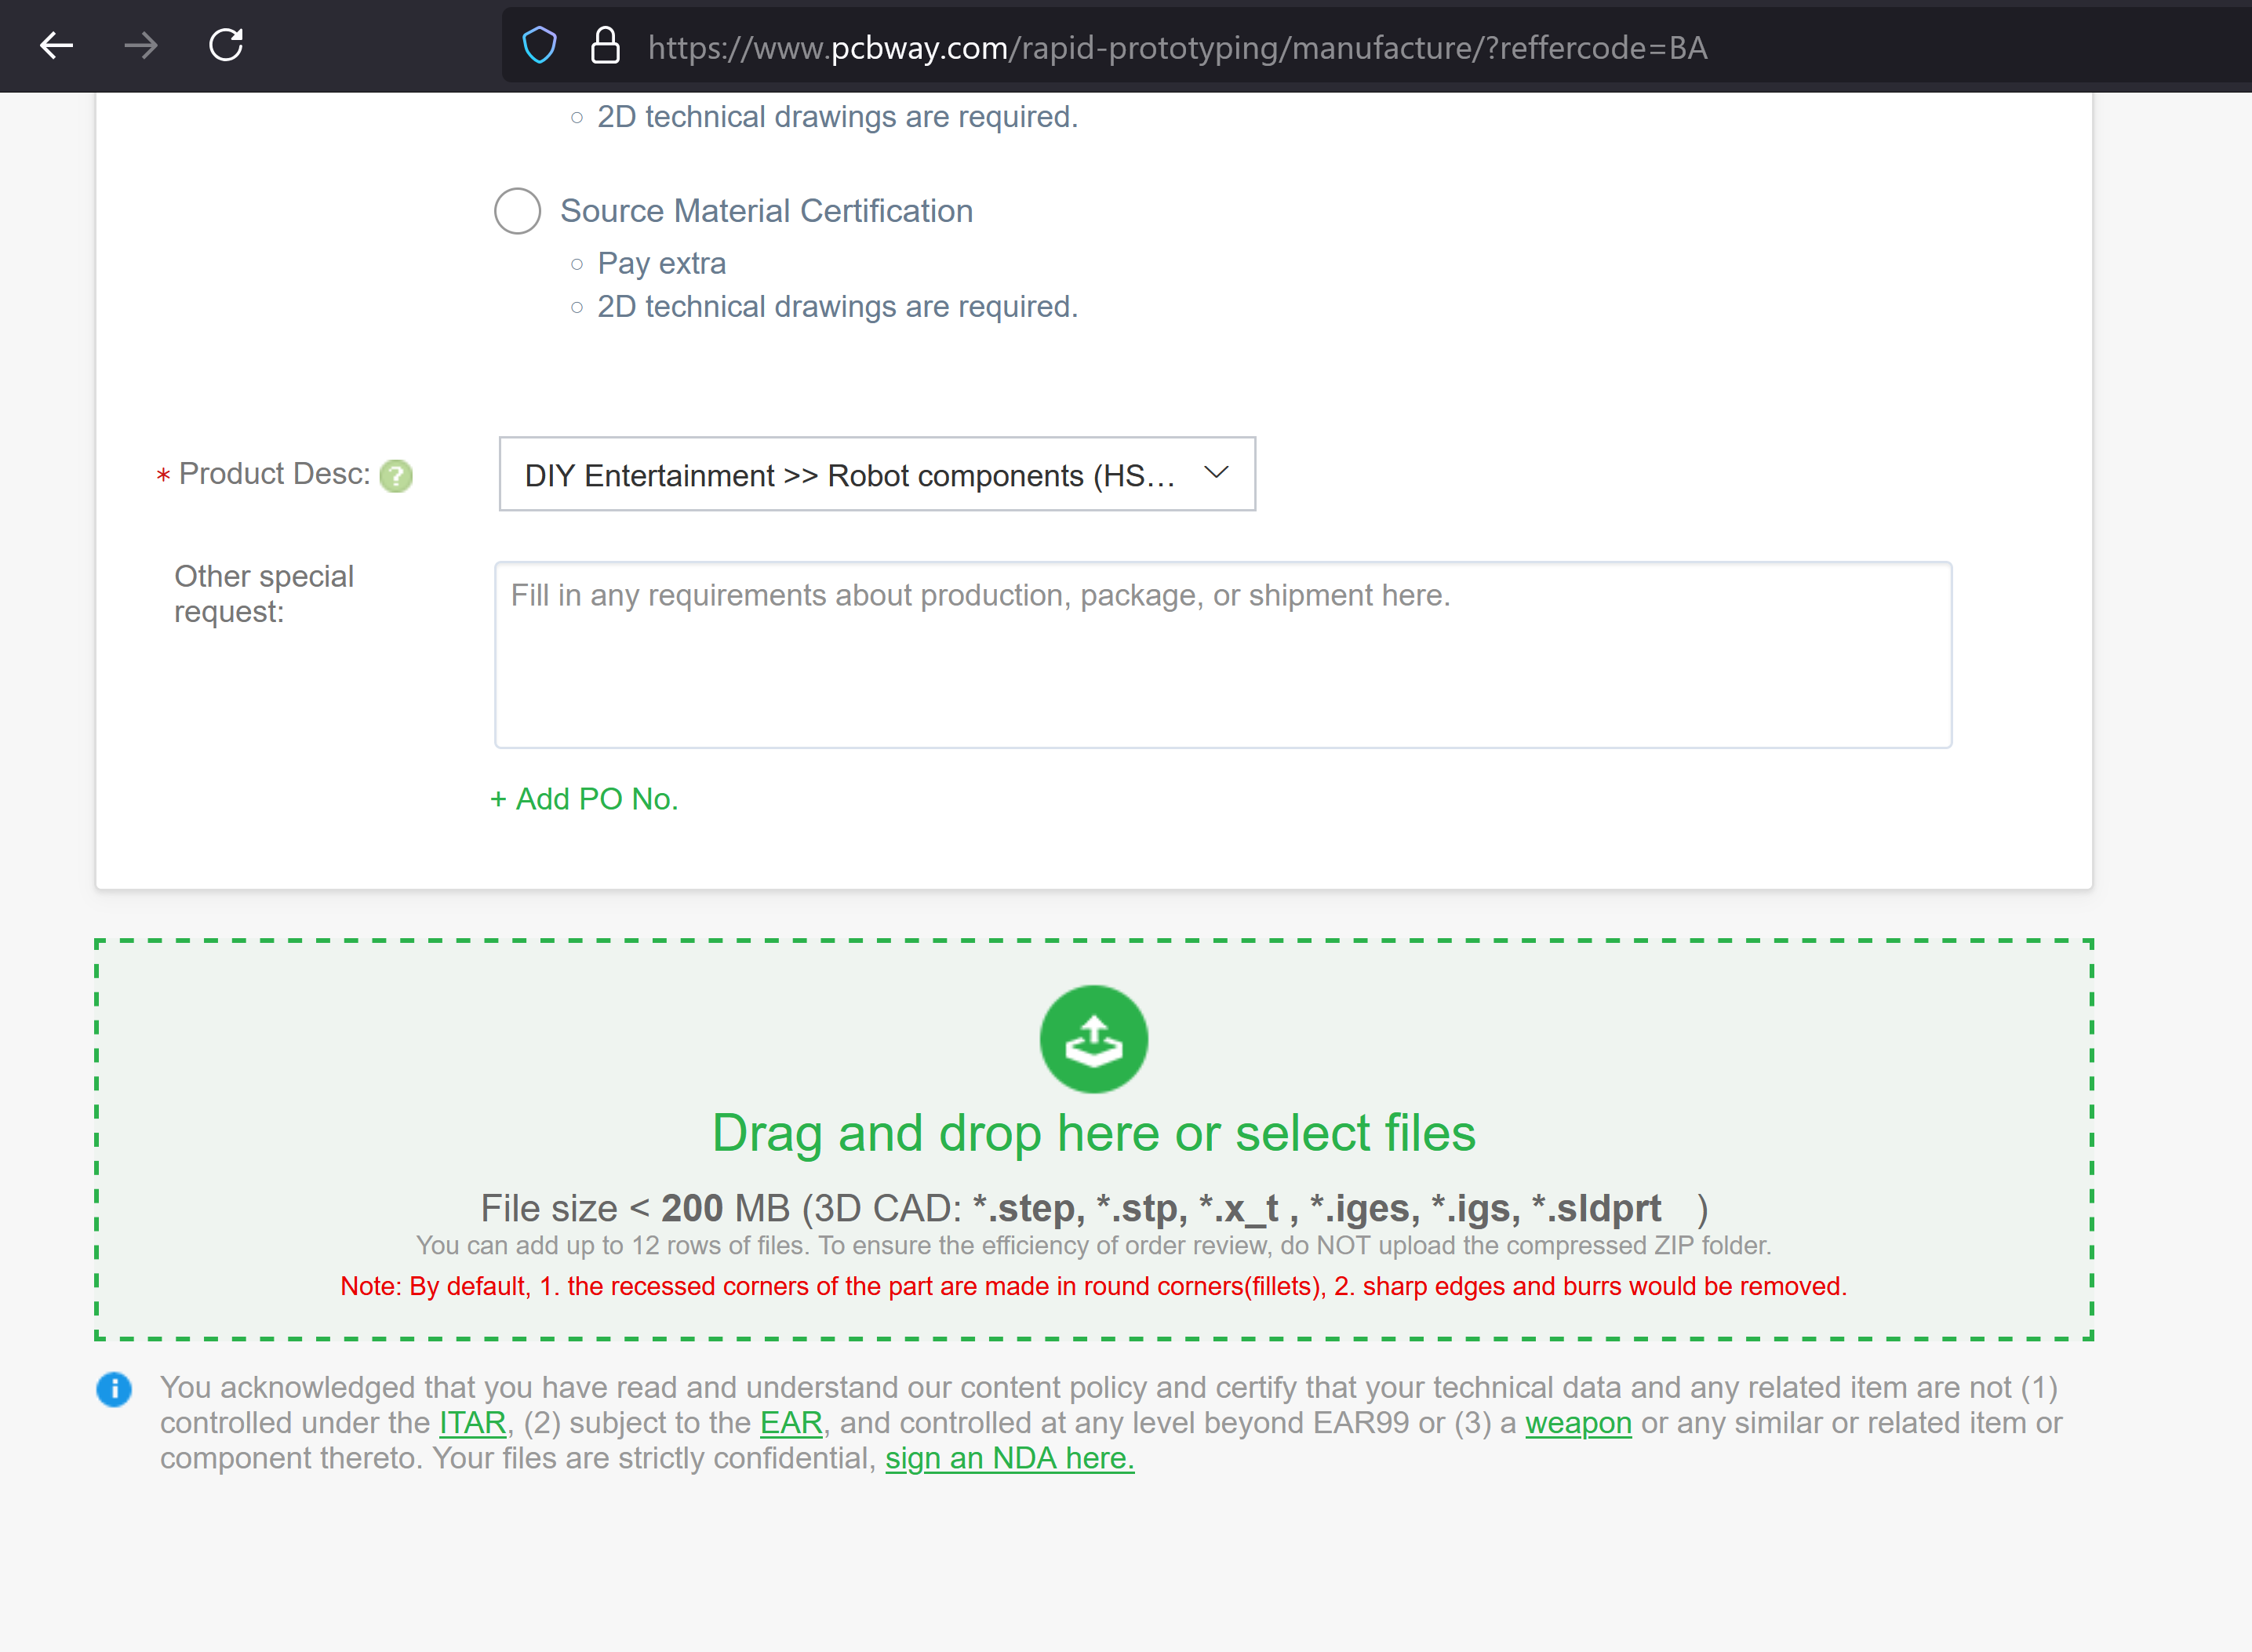 https://www.pcbway.com/rapid-prototyping/manufacture/?reffercode=BA
2D technical drawings are required.
Source Material Certification
Pay extra
2D technical drawings are required.
* Product Desc: ?
DIY Entertainment >> Robot components (HS...
Other special
request:
Fill in any requirements about production, package, or shipment here.
+ Add PO No.
Drag and drop here or select files
File size < 200 MB (3D CAD: *.step, *.stp, *.x_t , *.iges, *.igs, *.sldprt )
You can add up to 12 rows of files. To ensure the efficiency of order review, do NOT upload the compressed ZIP folder.
Note: By default, 1. the recessed corners of the part are made in round corners(fillets), 2. sharp edges and burrs would be removed.
You acknowledged that you have read and understand our content policy and certify that your technical data and any related item are not (1)
controlled under the ITAR, (2) subject to the EAR, and controlled at any level beyond EAR99 or (3) a weapon or any similar or related item or
component thereto. Your files are strictly confidential, sign an NDA here.